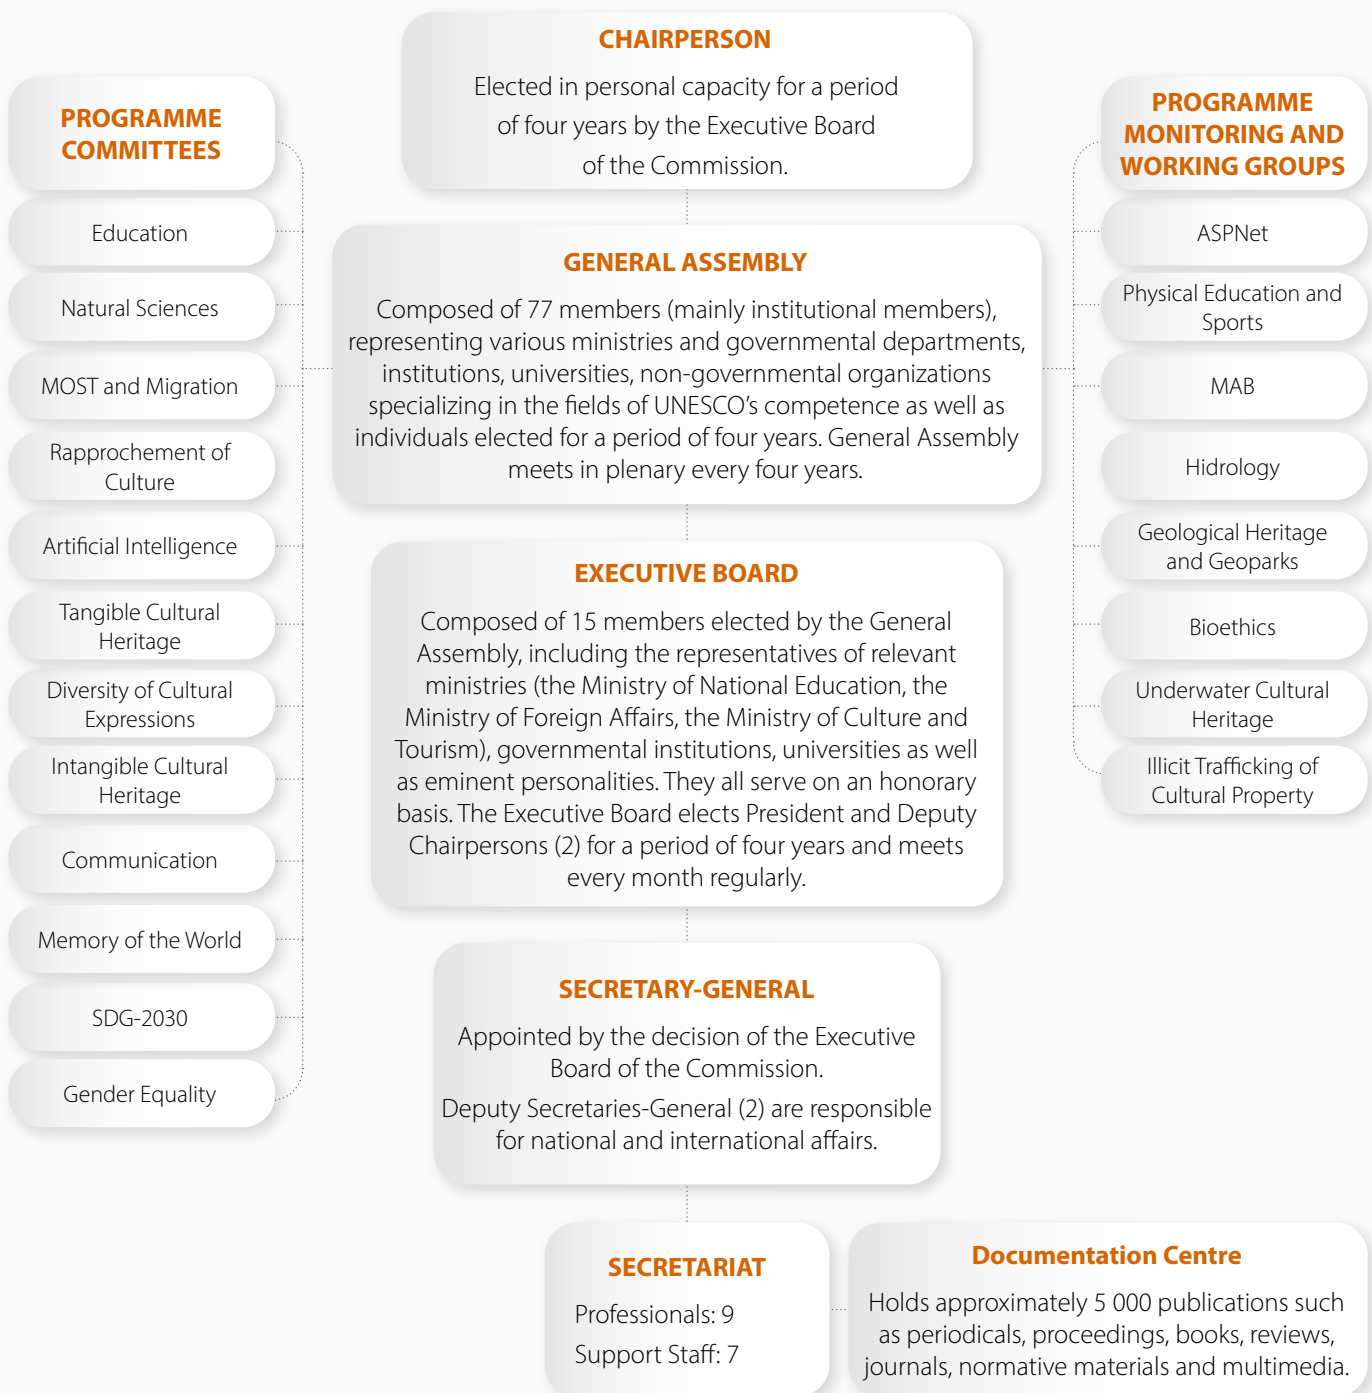 CHAIRPERSON
Elected in personal capacity for a period
of four years by the Executive Board
of the Commission.
PROGRAMME
COMMITTEES
Education
Natural Sciences
MOST and Migration
Rapprochement of
Culture
Artificial Intelligence
Tangible Cultural
Heritage
Diversity of Cultural
Expressions
Intangible Cultural
Heritage
Communication
Memory of the World
SDG-2030
Gender Equality
GENERAL ASSEMBLY
Composed of 77 members (mainly institutional members),
representing various ministries and governmental departments,
institutions, universities, non-governmental organizations
specializing in the fields of UNESCO’s competence as well as
individuals elected for a period of four years. General Assembly
meets in plenary every four years.
EXECUTIVE BOARD
Composed of 15 members elected by the General
Assembly, including the representatives of relevant
ministries (the Ministry of National Education, the
Ministry of Foreign Affairs, the Ministry of Culture and
Tourism), governmental institutions, universities as well
as eminent personalities. They all serve on an honorary
basis. The Executive Board elects President and Deputy
Chairpersons (2) for a period of four years and meets
every month regularly.
SECRETARY-GENERAL
Appointed by the decision of the Executive
Board of the Commission.
Deputy Secretaries-General (2) are responsible
for national and international affairs.
SECRETARIAT
Professionals: 9
Support Staff: 7
Documentation Centre
Holds approximately 5 000 publications such
as periodicals, proceedings, books, reviews,
journals, normative materials and multimedia.
PROGRAMME
MONITORING AND
WORKING GROUPS
ASPNet
Physical Education and
Sports
MAB
Hidrology
Geological Heritage
and Geoparks
Bioethics
Underwater Cultural
Heritage
Illicit Trafficking of
Cultural Property